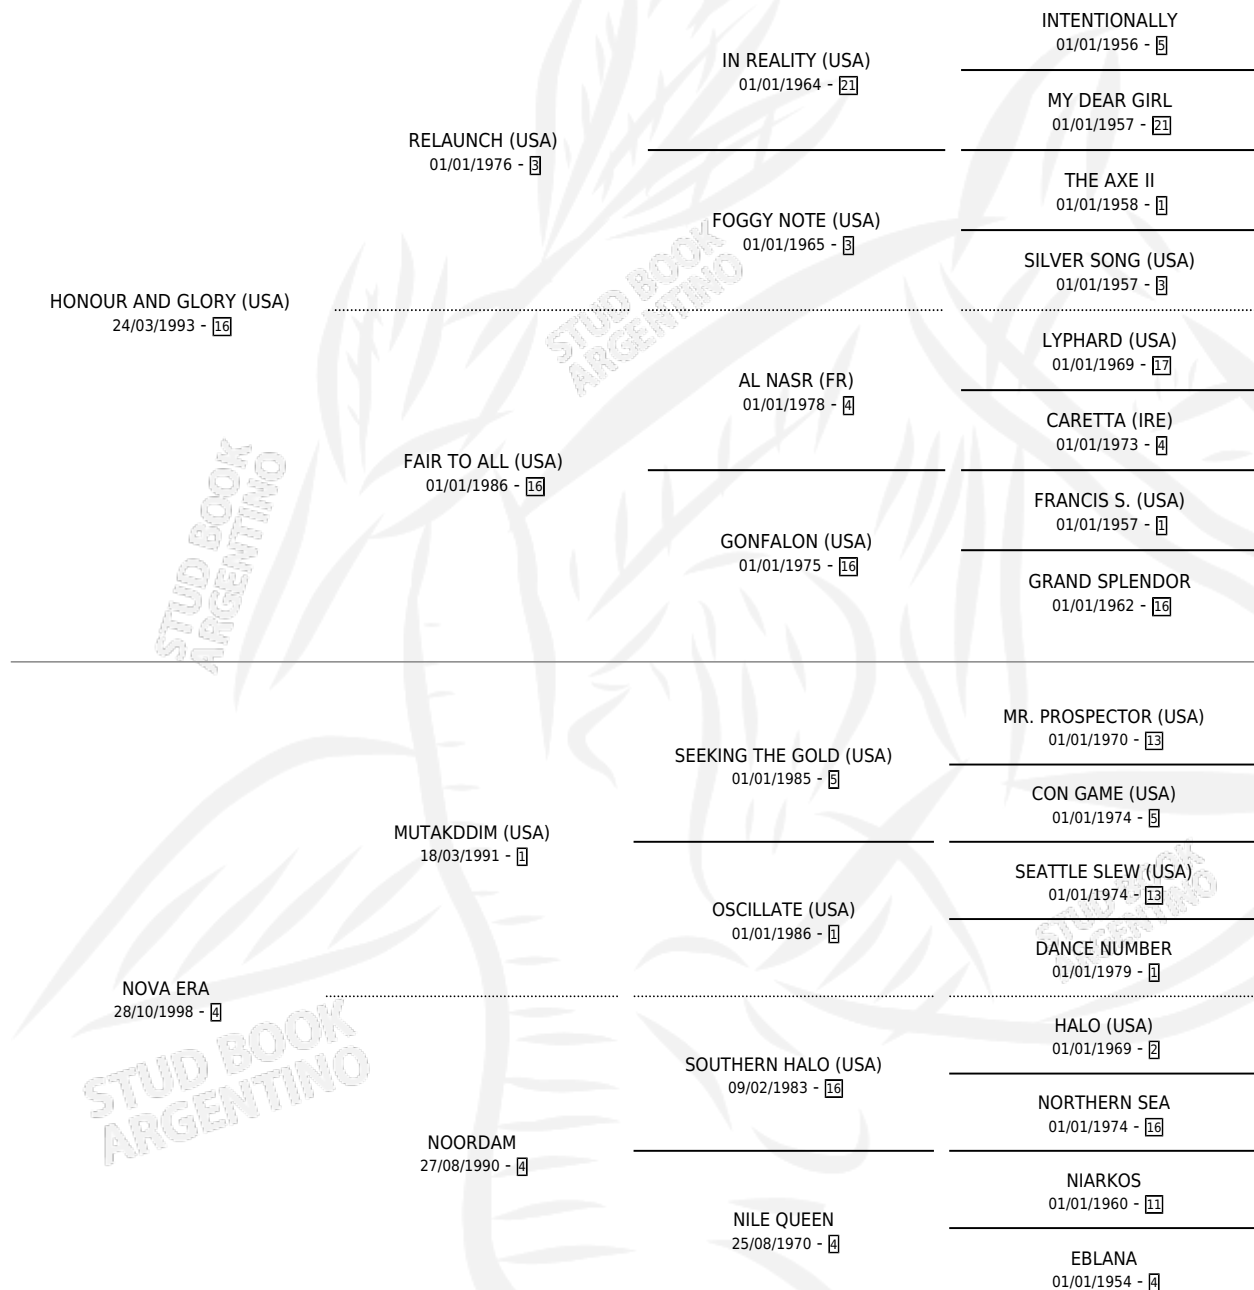 INTENTIONALLY
01/01/1956 - 5
IN REALITY (USA)
01/01/1964 - 21
MY DEAR GIRL
01/01/1957 - 21
RELAUNCH (USA)
01/01/1976 - 3
THE AXE II
01/01/1958 - 1
FOGGY NOTE (USA)
01/01/1965 - 3
SILVER SONG (USA)
01/01/1957 - 3
HONOUR AND GLORY (USA)
24/03/1993 - 16
LYPHARD (USA)
01/01/1969 - 17
AL NASR (FR)
01/01/1978 - 4
CARETTA (IRE)
01/01/1973 - 4
FAIR TO ALL (USA)
01/01/1986 - 16
FRANCIS S. (USA)
01/01/1957 - 1
GONFALON (USA)
01/01/1975 - 16
GRAND SPLENDOR
01/01/1962 - 16
MR. PROSPECTOR (USA)
01/01/1970 - 13
SEEKING THE GOLD (USA)
01/01/1985 - 5
CON GAME (USA)
01/01/1974 - 5
MUTAKDDIM (USA)
18/03/1991 - 1
SEATTLE SLEW (USA)
01/01/1974 - 13
OSCILLATE (USA)
01/01/1986 - 1
DANCE NUMBER
01/01/1979 - 1
NOVA ERA
28/10/1998 - 4
HALO (USA)
01/01/1969 - 2
SOUTHERN HALO (USA)
09/02/1983 - 16
NORTHERN SEA
01/01/1974 - 16
NOORDAM
27/08/1990 - 4
NIARKOS
01/01/1960 - 11
NILE QUEEN
25/08/1970 - 4
EBLANA
01/01/1954 - 4
STUD BOOK
ARGENTINO
STUD BOOK
ARGENTINO
STUD BOOK
ARGENTINO
STUD BOOK
ARGENTINO